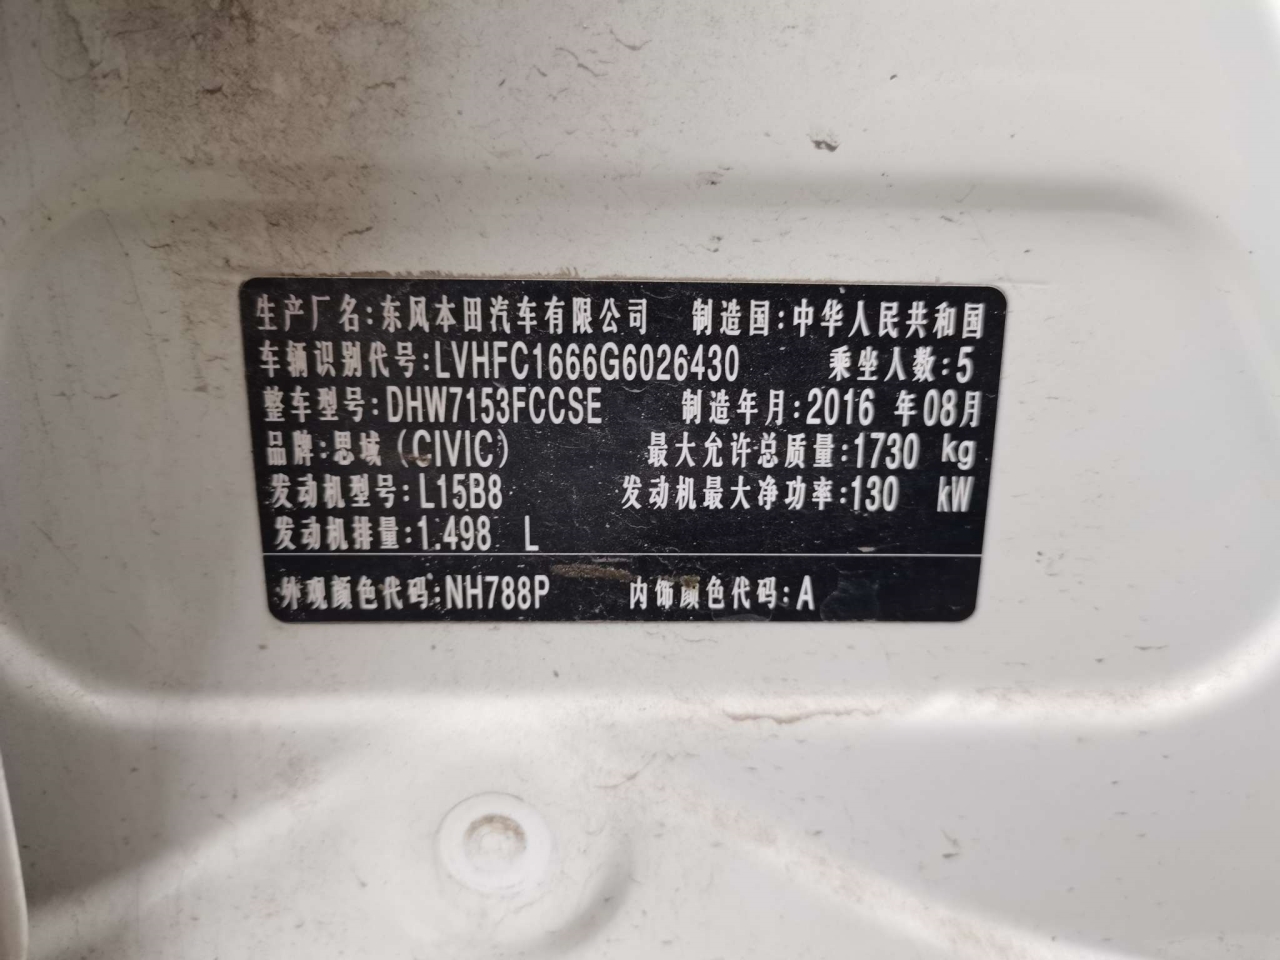 生产厂名:东风本田汽车有限公司 制造国:中华人民共和国
车辆识别代号:LVHFC1666G6026430 乘坐人数:5
整车型号:DHW7153FCCSE 制造年月:2016 年08月
品牌:思域(CIVIC) 最大允许总质量:1730 kg
发动机型号:L15B8 发动机最大净功率:130 kW
发动机排量:1.498 L
外观颜色代码:NH788P 内饰颜色代码:A